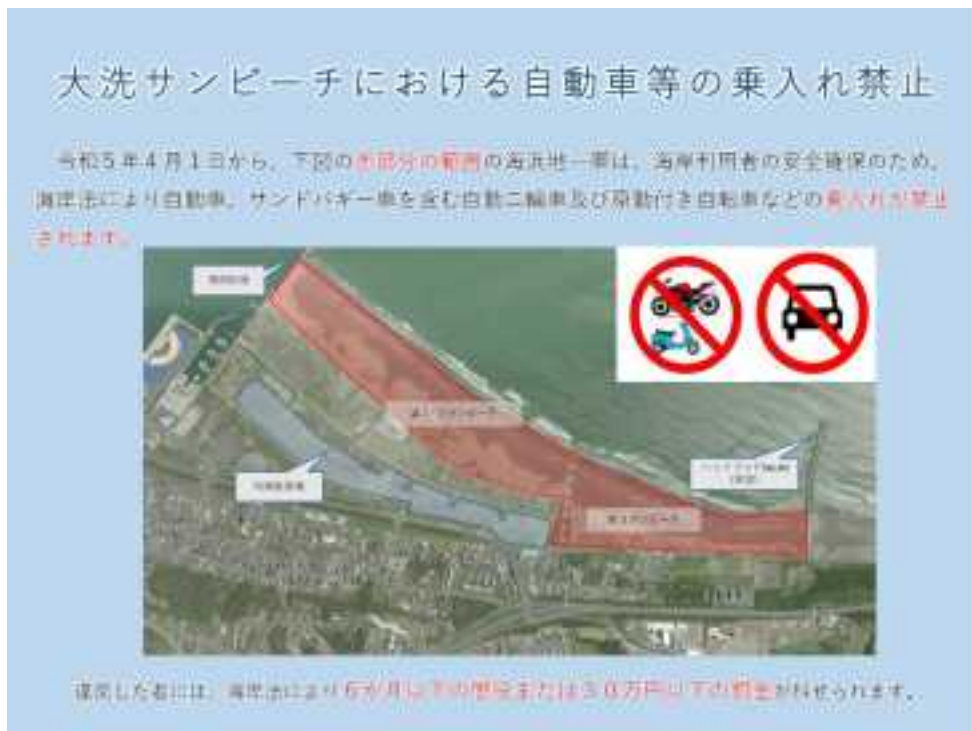 大洗サンビーチにおける自動車等の乗入れ禁止
令和5年4月1日から、下図の赤部分の範囲の海浜地一帯は、海岸利用者の安全確保のため、
海岸法により自動車、サンドバギー車を含む自動二輪車及び原動付き自転車などの乗入れが禁止
されます。
第2サンビーチ
違反した者には、海岸法により6か月以下の懲役または30万円以下の罰金が科せられます。